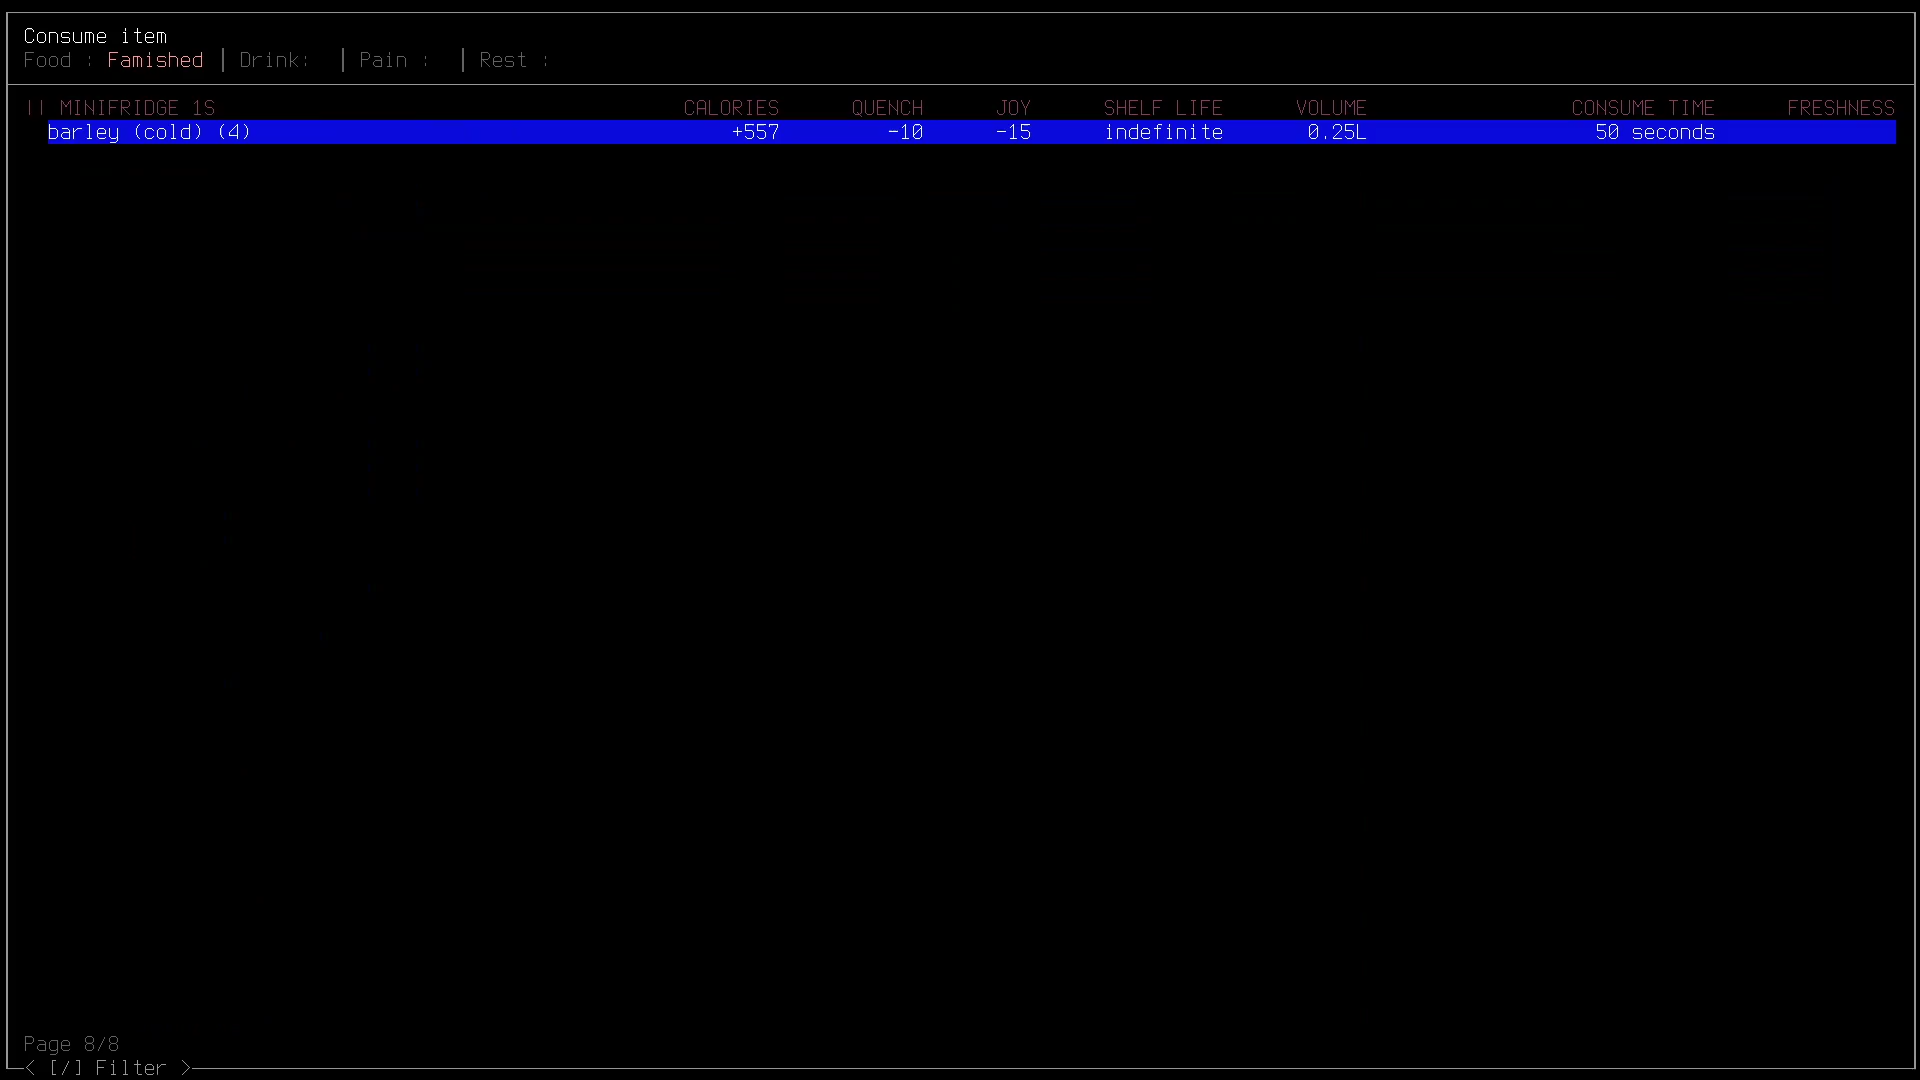 Consume item
Food : Famished │ Drink: │ Pain : │ Rest :
|| MINIFRIDGE 1S CALORIES QUENCH JOY SHELF LIFE VOLUME CONSUME TIME FRESHNESS
barley (cold) (4) +557 -10 -15 indefinite 0.25L 50 seconds
Page 8/8
< [/] Filter >